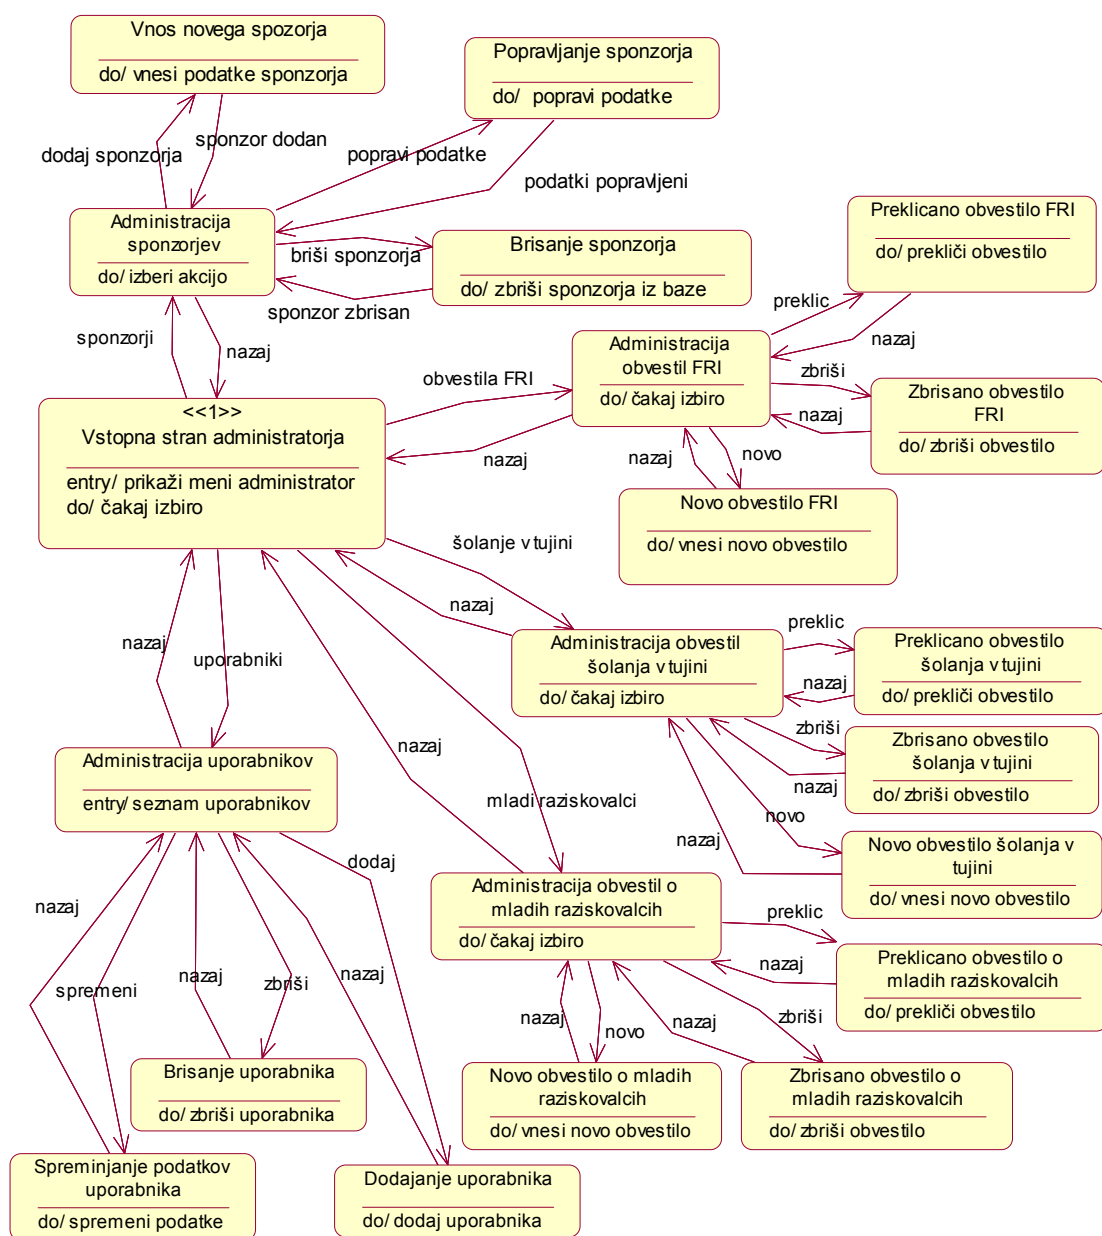 Vnos novega spozorja
do/ vnesi podatke sponzorja
Popravljanje sponzorja
do/ popravi podatke
dodaj sponzorja
sponzor dodan
popravi podatke
podatki popravljeni
Administracija
sponzorjev
do/ izberi akcijo
briši sponzorja
sponzor zbrisan
Brisanje sponzorja
do/ zbriši sponzorja iz baze
Preklicano obvestilo FRI
do/ prekliči obvestilo
sponzorji
nazaj
preklic
nazaj
Administracija
obvestil FRI
do/ čakaj izbiro
obvestila FRI
nazaj
zbriši
nazaj
Zbrisano obvestilo
FRI
do/ zbriši obvestilo
<<1>>
Vstopna stran administratorja
entry/ prikaži meni administrator
do/ čakaj izbiro
nazaj
novo
Novo obvestilo FRI
do/ vnesi novo obvestilo
šolanje v tujini
nazaj
Administracija obvestil
šolanja v tujini
do/ čakaj izbiro
preklic
nazaj
Preklicano obvestilo
šolanja v tujini
do/ prekliči obvestilo
nazaj
uporabniki
zbriši
nazaj
Zbrisano obvestilo
šolanja v tujini
do/ zbriši obvestilo
Administracija uporabnikov
entry/ seznam uporabnikov
nazaj
mladi raziskovalci
nazaj
novo
Novo obvestilo šolanja v
tujini
do/ vnesi novo obvestilo
Administracija obvestil o
mladih raziskovalcih
do/ čakaj izbiro
preklic
nazaj
Preklicano obvestilo o
mladih raziskovalcih
do/ prekliči obvestilo
nazaj
spremeni
nazaj
zbriši
nazaj
dodaj
nazaj
novo
nazaj
zbriši
Brisanje uporabnika
do/ zbriši uporabnika
Novo obvestilo o mladih
raziskovalcih
do/ vnesi novo obvestilo
Zbrisano obvestilo o
mladih raziskovalcih
do/ zbriši obvestilo
Spreminjanje podatkov
uporabnika
do/ spremeni podatke
Dodajanje uporabnika
do/ dodaj uporabnika